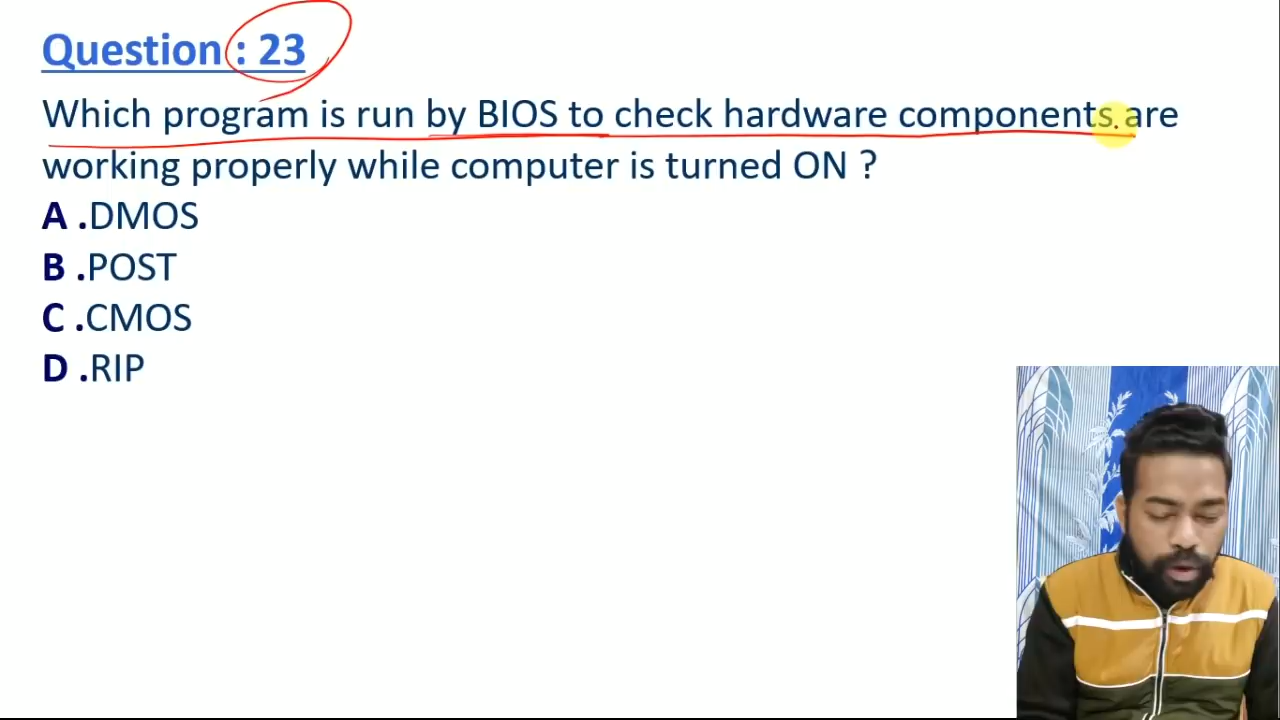 Question : 23
Which program is run by BIOS to check hardware components are
working properly while computer is turned ON ?
A .DMOS
B .POST
C .CMOS
D .RIP